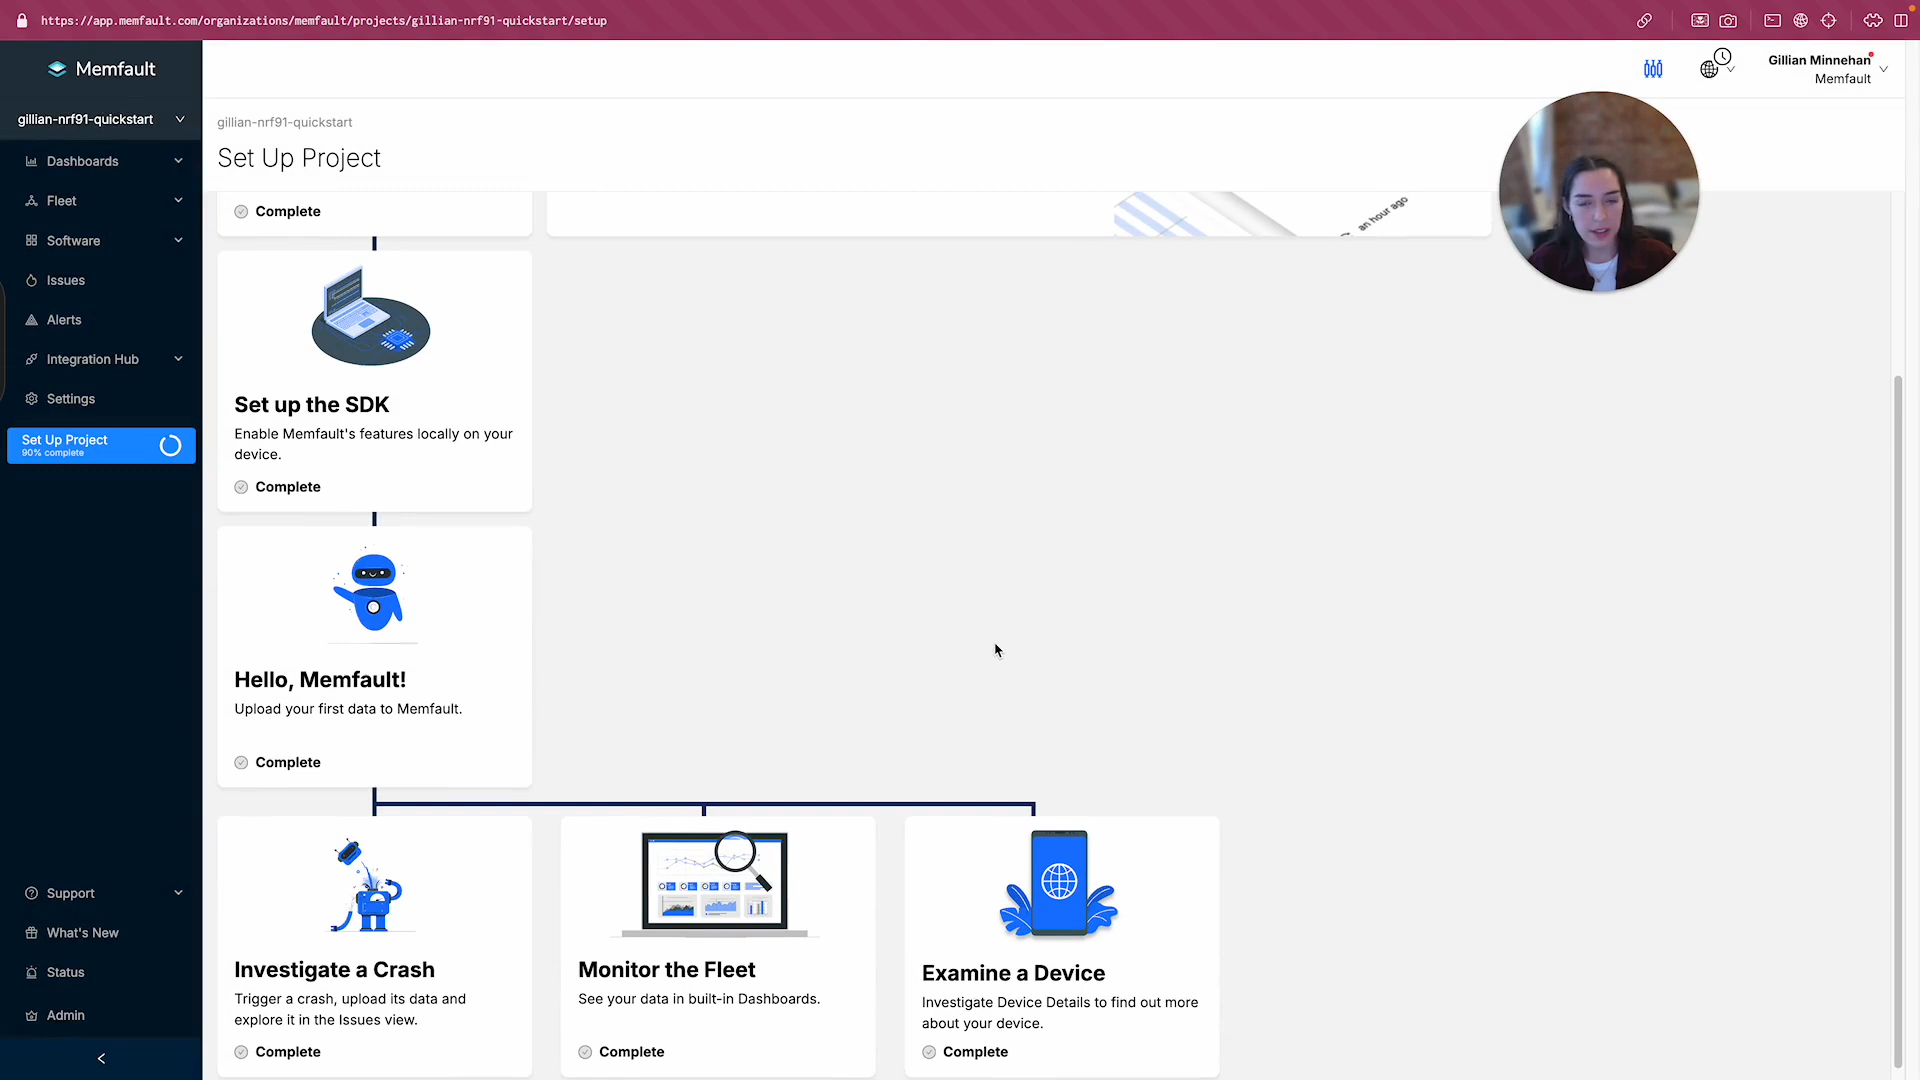 https://app.memfault.com/organizations/memfault/projects/gillian-nrf91-quickstart/setup
Memfault
Gillian Minnehan
Memfault
gillian-nrf91-quickstart
gillian-nrf91-quickstart
Set Up Project
Dashboards
Fleet
Software
Issues
Alerts
Integration Hub
Settings
Set Up Project
90% complete
Support
What's New
Status
Admin
Complete
an hour ago
Set up the SDK
Enable Memfault's features locally on your
device.
Complete
Hello, Memfault!
Upload your first data to Memfault.
Complete
Investigate a Crash
Trigger a crash, upload its data and
explore it in the Issues view.
Complete
Monitor the Fleet
See your data in built-in Dashboards.
Complete
Examine a Device
Investigate Device Details to find out more
about your device.
Complete